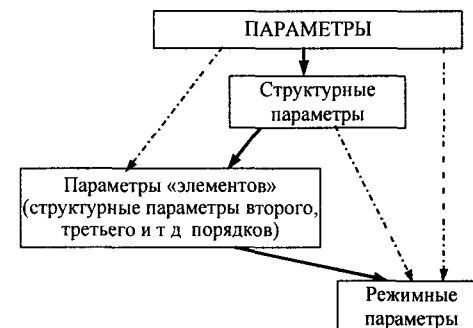 ПАРАМЕТРЫ
Структурные
параметры
Параметры «элементов»
(структурные параметры второго,
третьего и т д порядков)
Режимные
параметры